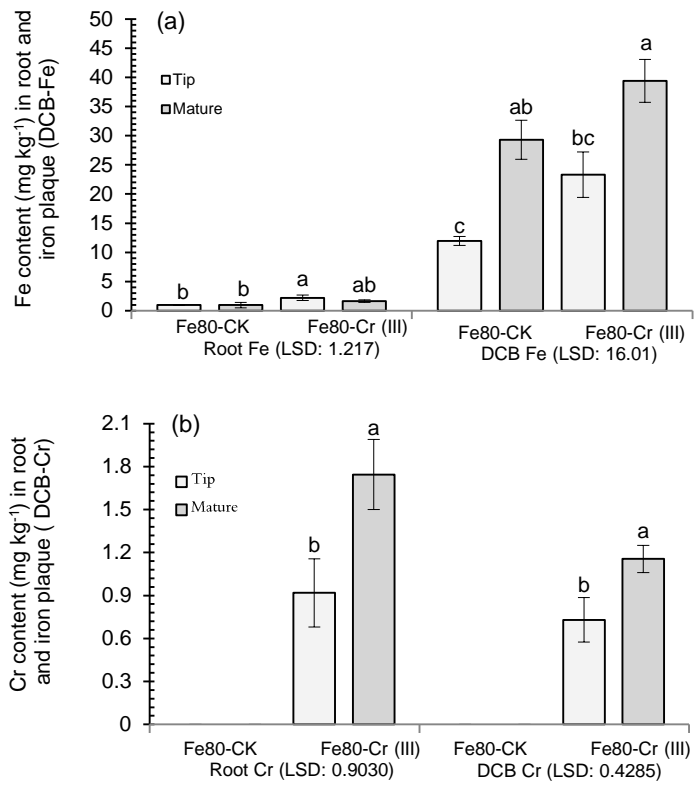 (a)
Fe content (mg kg⁻¹) in root and
iron plaque (DCB-Fe)
50
45
40
35
30
25
20
15
10
5
0
Tip
Mature
b
b
a
ab
c
ab
bc
a
Fe80-CK
Fe80-Cr (III)
Fe80-CK
Fe80-Cr (III)
Root Fe (LSD: 1.217)
DCB Fe (LSD: 16.01)
(b)
Cr content (mg kg⁻¹) in root
and iron plaque ( DCB-Cr)
2.1
1.8
1.5
1.2
0.9
0.6
0.3
0
Tip
Mature
b
a
b
a
Fe80-CK
Fe80-Cr (III)
Fe80-CK
Fe80-Cr (III)
Root Cr (LSD: 0.9030)
DCB Cr (LSD: 0.4285)